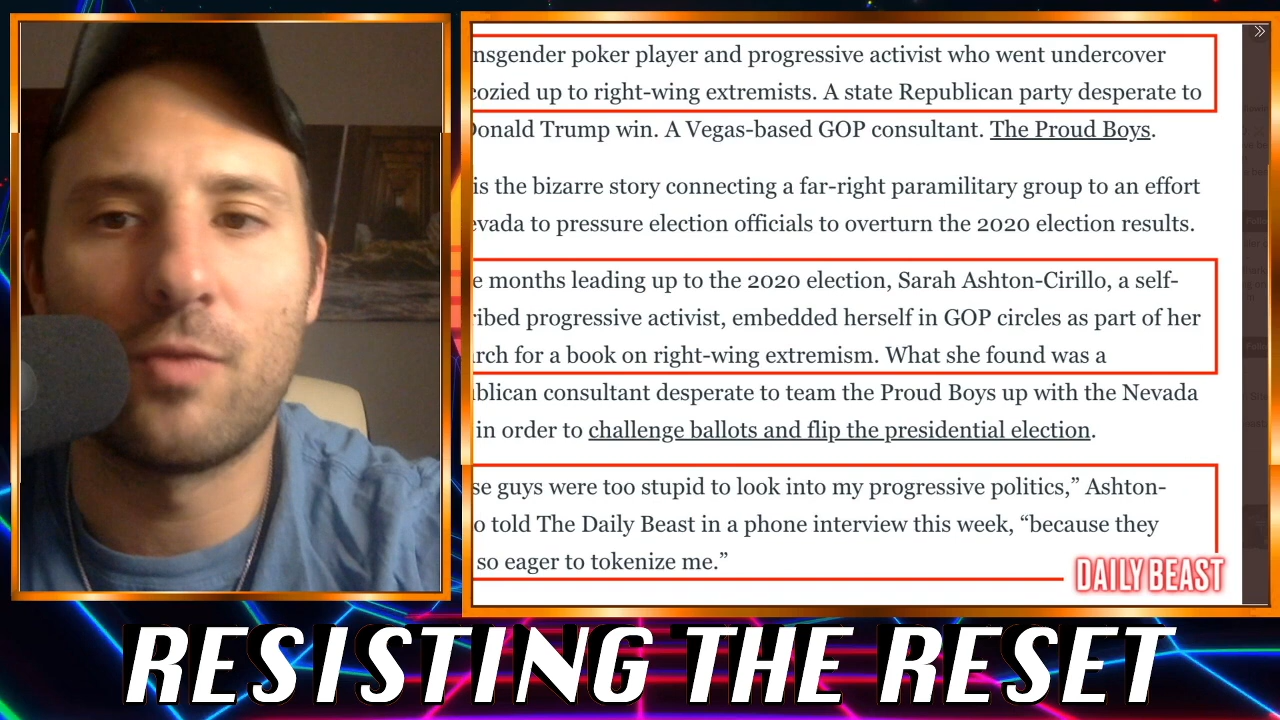 nsgender poker player and progressive activist who went undercover
cozied up to right-wing extremists. A state Republican party desperate to
Donald Trump win. A Vegas-based GOP consultant. The Proud Boys.
is the bizarre story connecting a far-right paramilitary group to an effort
evada to pressure election officials to overturn the 2020 election results.
e months leading up to the 2020 election, Sarah Ashton-Cirillo, a self-
ribed progressive activist, embedded herself in GOP circles as part of her
rch for a book on right-wing extremism. What she found was a
blican consultant desperate to team the Proud Boys up with the Nevada
in order to challenge ballots and flip the presidential election.
se guys were too stupid to look into my progressive politics,” Ashton-
o told The Daily Beast in a phone interview this week, “because they
so eager to tokenize me.”
DAILY BEAST
RESISTING THE RESET